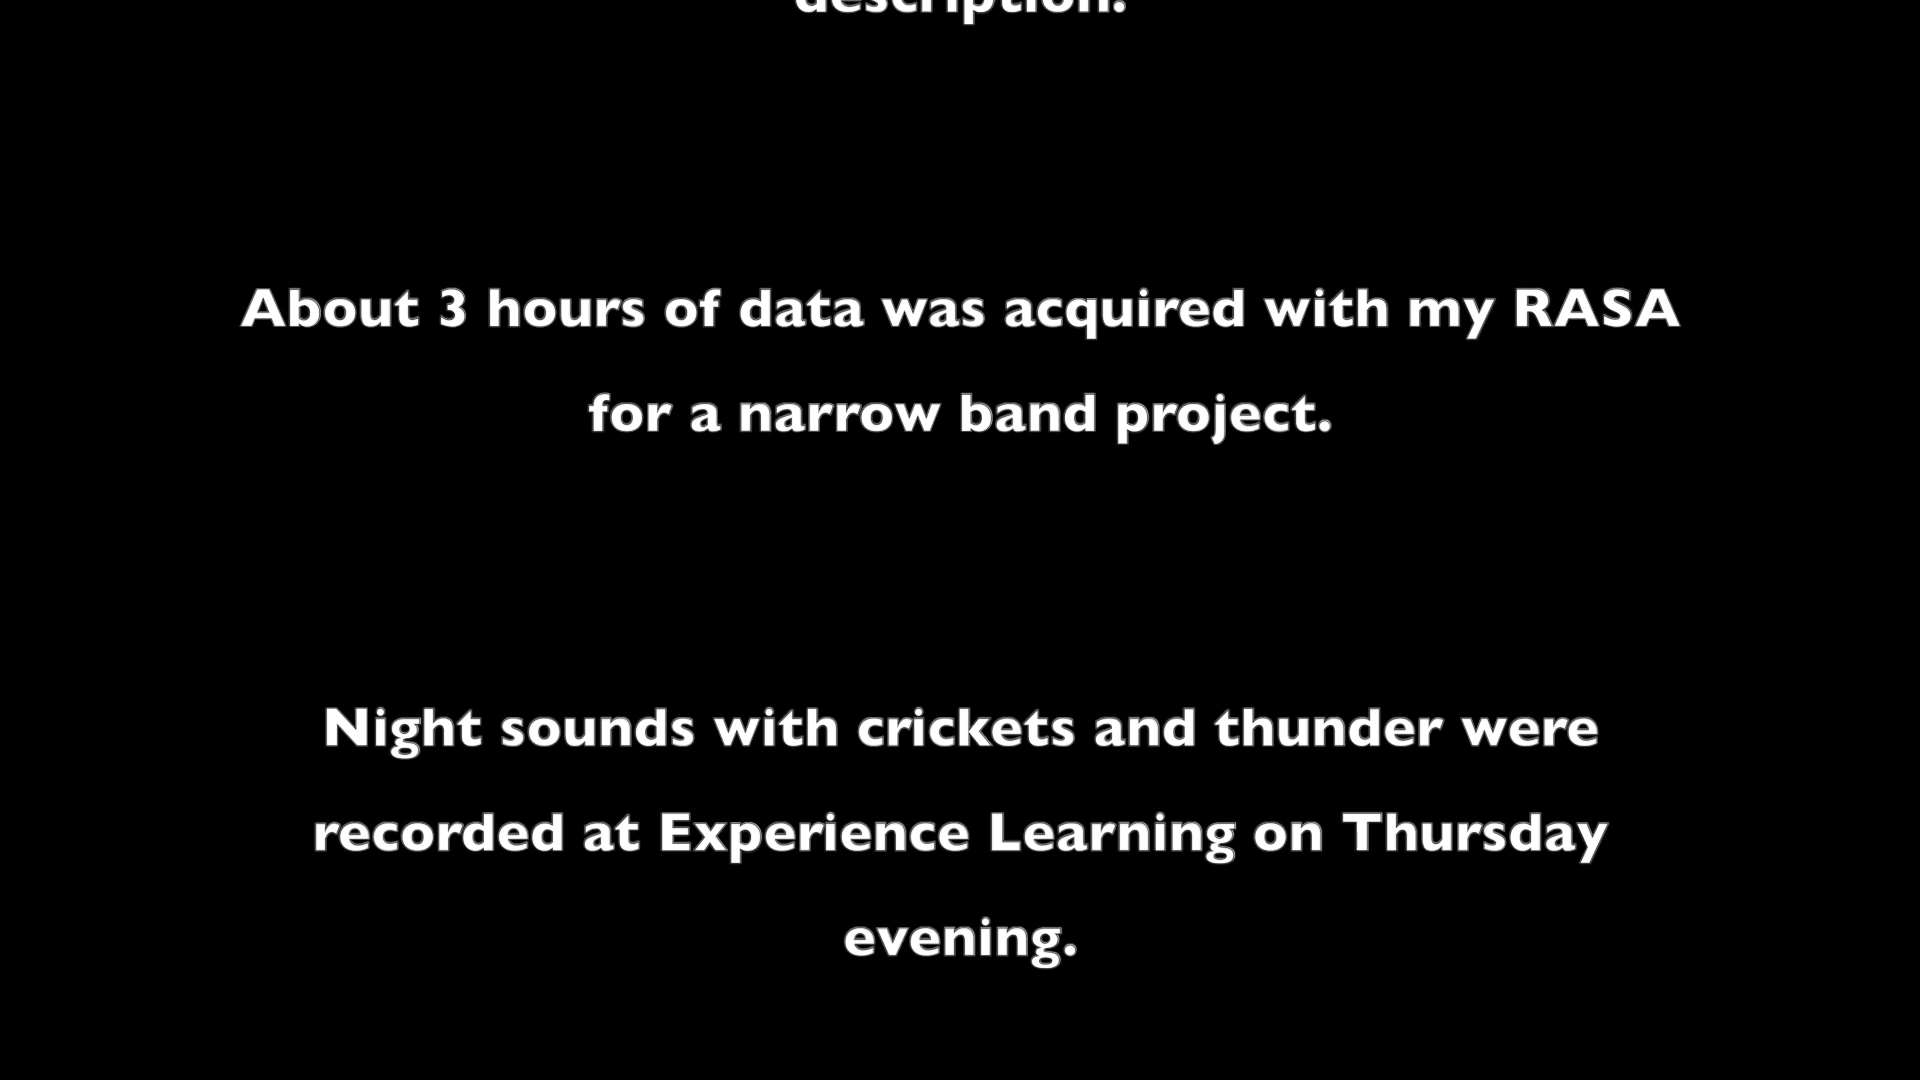 description.
About 3 hours of data was acquired with my RASA
for a narrow band project.
Night sounds with crickets and thunder were
recorded at Experience Learning on Thursday
evening.